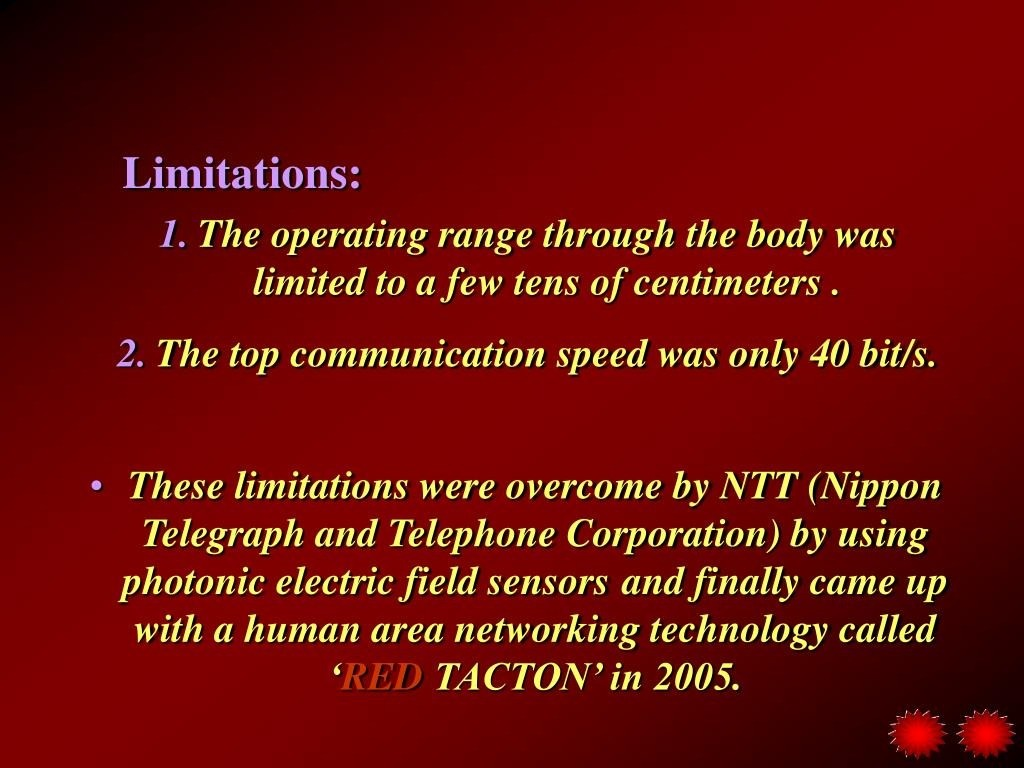 Limitations:
1. The operating range through the body was
limited to a few tens of centimeters .
2. The top communication speed was only 40 bit/s.
• These limitations were overcome by NTT (Nippon
Telegraph and Telephone Corporation) by using
photonic electric field sensors and finally came up
with a human area networking technology called
‘RED TACTON’ in 2005.